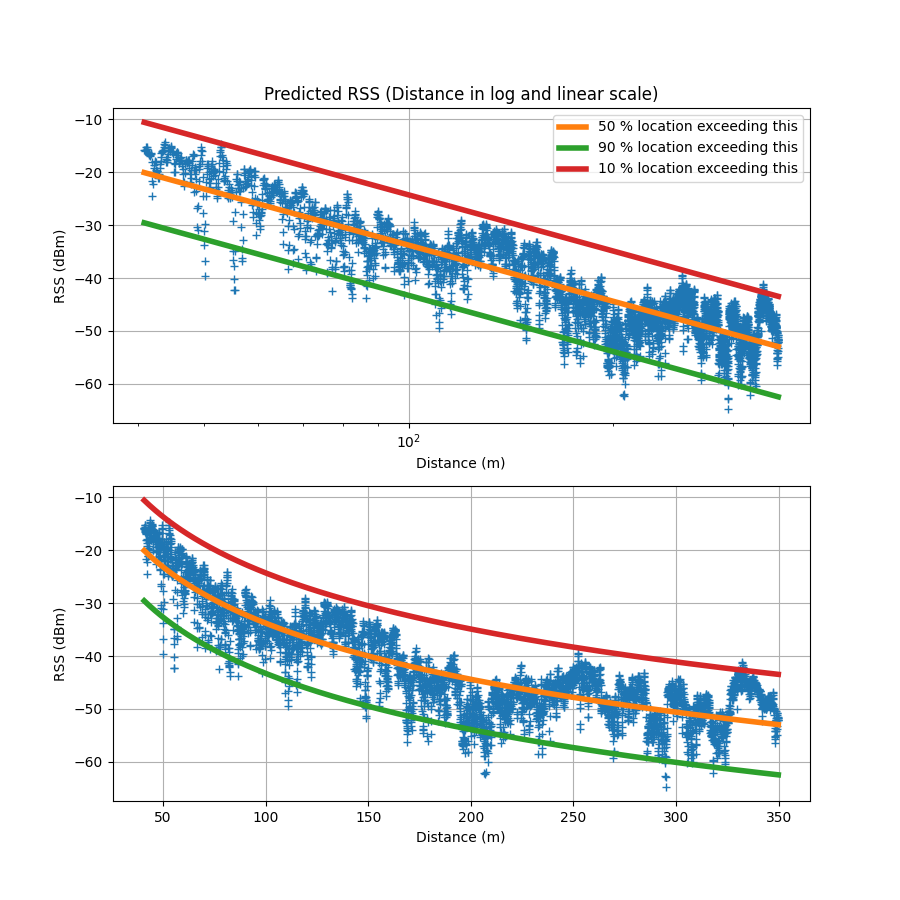 Predicted RSS (Distance in log and linear scale)
50 % location exceeding this
90 % location exceeding this
10 % location exceeding this
−10
−20
−30
−40
−50
−60
RSS (dBm)
10²
Distance (m)
−10
−20
−30
−40
−50
−60
RSS (dBm)
50 100 150 200 250 300 350
Distance (m)